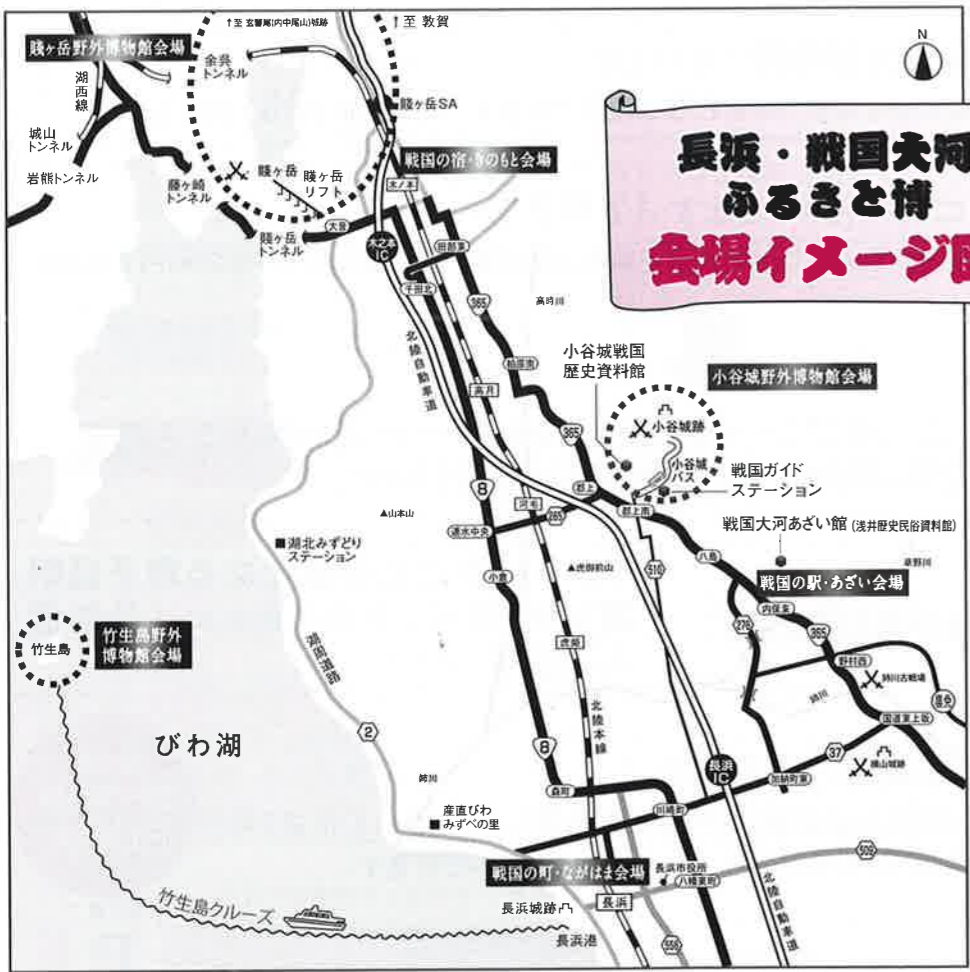 ↑至 玄蕃尾(内中尾山)城跡
↑至 敦賀
賤ヶ岳野外博物館会場
余呉
トンネル
湖西線
N
賤ヶ岳SA
長浜・戦国大河
ふるさと博
会場イメージ図
城山
トンネル
岩熊トンネル
藤ヶ崎
トンネル
賤ヶ岳
賤ヶ岳
リフト
戦国の宿・きのもと会場
木ノ本
大音
賤ヶ岳
トンネル
木之本
IC
田部東
千田北
365
高時川
北陸自動車道
柏原南
小谷城戦国
歴史資料館
小谷城野外博物館会場
高月
365
小谷城跡
小谷城
バス
戦国ガイド
ステーション
郡上
郡上南
8
河毛
265
速水中央
▲山本山
■湖北みずどり
ステーション
戦国大河あざい館(浅井歴史民俗資料館)
八島
草野川
小倉
▲虎御前山
510
戦国の駅・あざい会場
内保東
276
365
竹生島
竹生島野外
博物館会場
湖周道路
虎姫
野村西
姉川古戦場
姉川
国道東上坂
びわ湖
2
北陸本線
8
長浜
IC
37
横山城跡
加納町東
姉川
森町
川崎町
■産直びわ
みずべの里
509
戦国の町・ながはま会場
長浜市役所
八幡東町
竹生島クルーズ
長浜城跡
長浜
長浜港
556
北陸自動車道